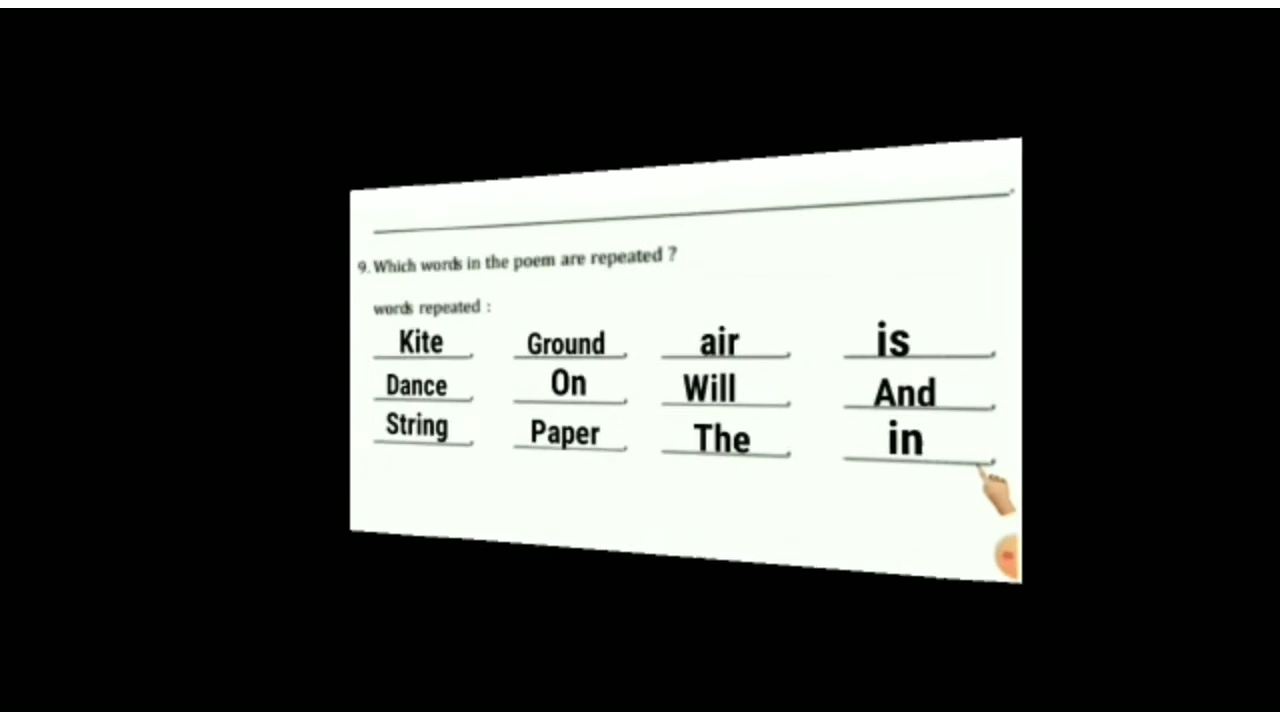 9. Which words in the poem are repeated ?
words repeated :
Kite Ground air is
Dance On Will And
String Paper The in